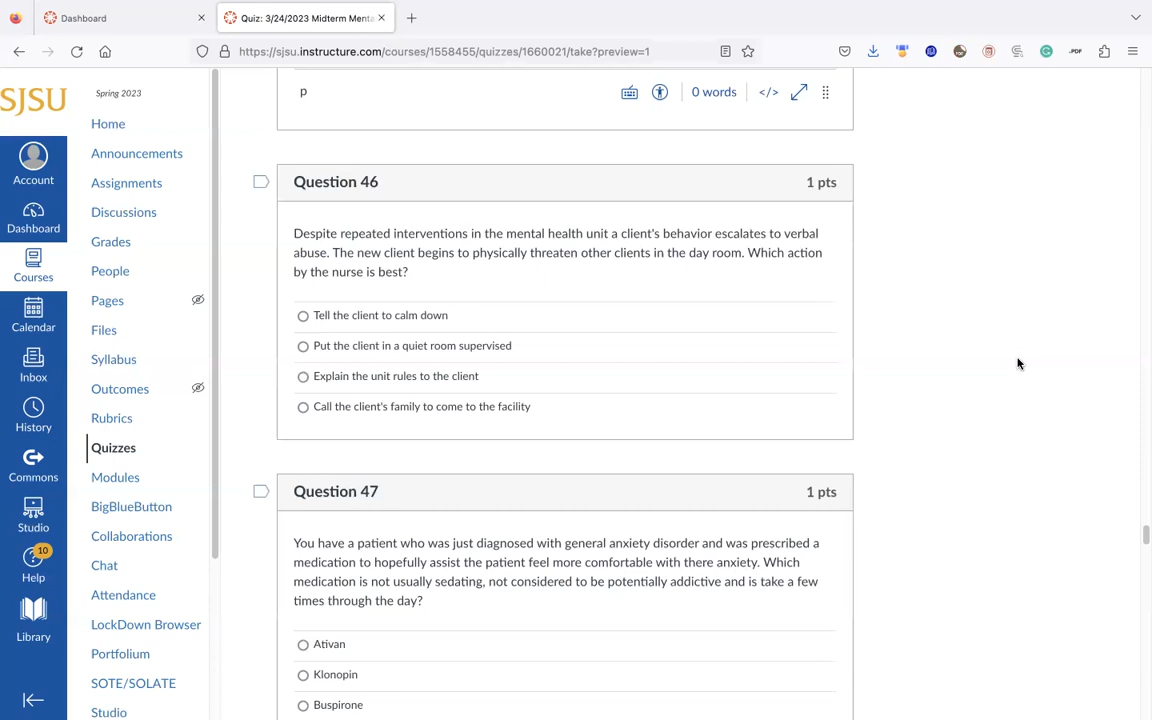 Dashboard
Quiz: 3/24/2023 Midterm Menta
https://sjsu.instructure.com/courses/1558455/quizzes/1660021/take?preview=1
.PDF
SJSU
Account
Dashboard
Courses
Calendar
Inbox
History
Commons
Studio
10
Help
Library
Spring 2023
Home
Announcements
Assignments
Discussions
Grades
People
Pages
Files
Syllabus
Outcomes
Rubrics
Quizzes
Modules
BigBlueButton
Collaborations
Chat
Attendance
LockDown Browser
Portfolium
SOTE/SOLATE
Studio
p
0 words
</>
Question 46
1 pts
Despite repeated interventions in the mental health unit a client's behavior escalates to verbal
abuse. The new client begins to physically threaten other clients in the day room. Which action
by the nurse is best?
Tell the client to calm down
Put the client in a quiet room supervised
Explain the unit rules to the client
Call the client's family to come to the facility
Question 47
1 pts
You have a patient who was just diagnosed with general anxiety disorder and was prescribed a
medication to hopefully assist the patient feel more comfortable with there anxiety. Which
medication is not usually sedating, not considered to be potentially addictive and is take a few
times through the day?
Ativan
Klonopin
Buspirone